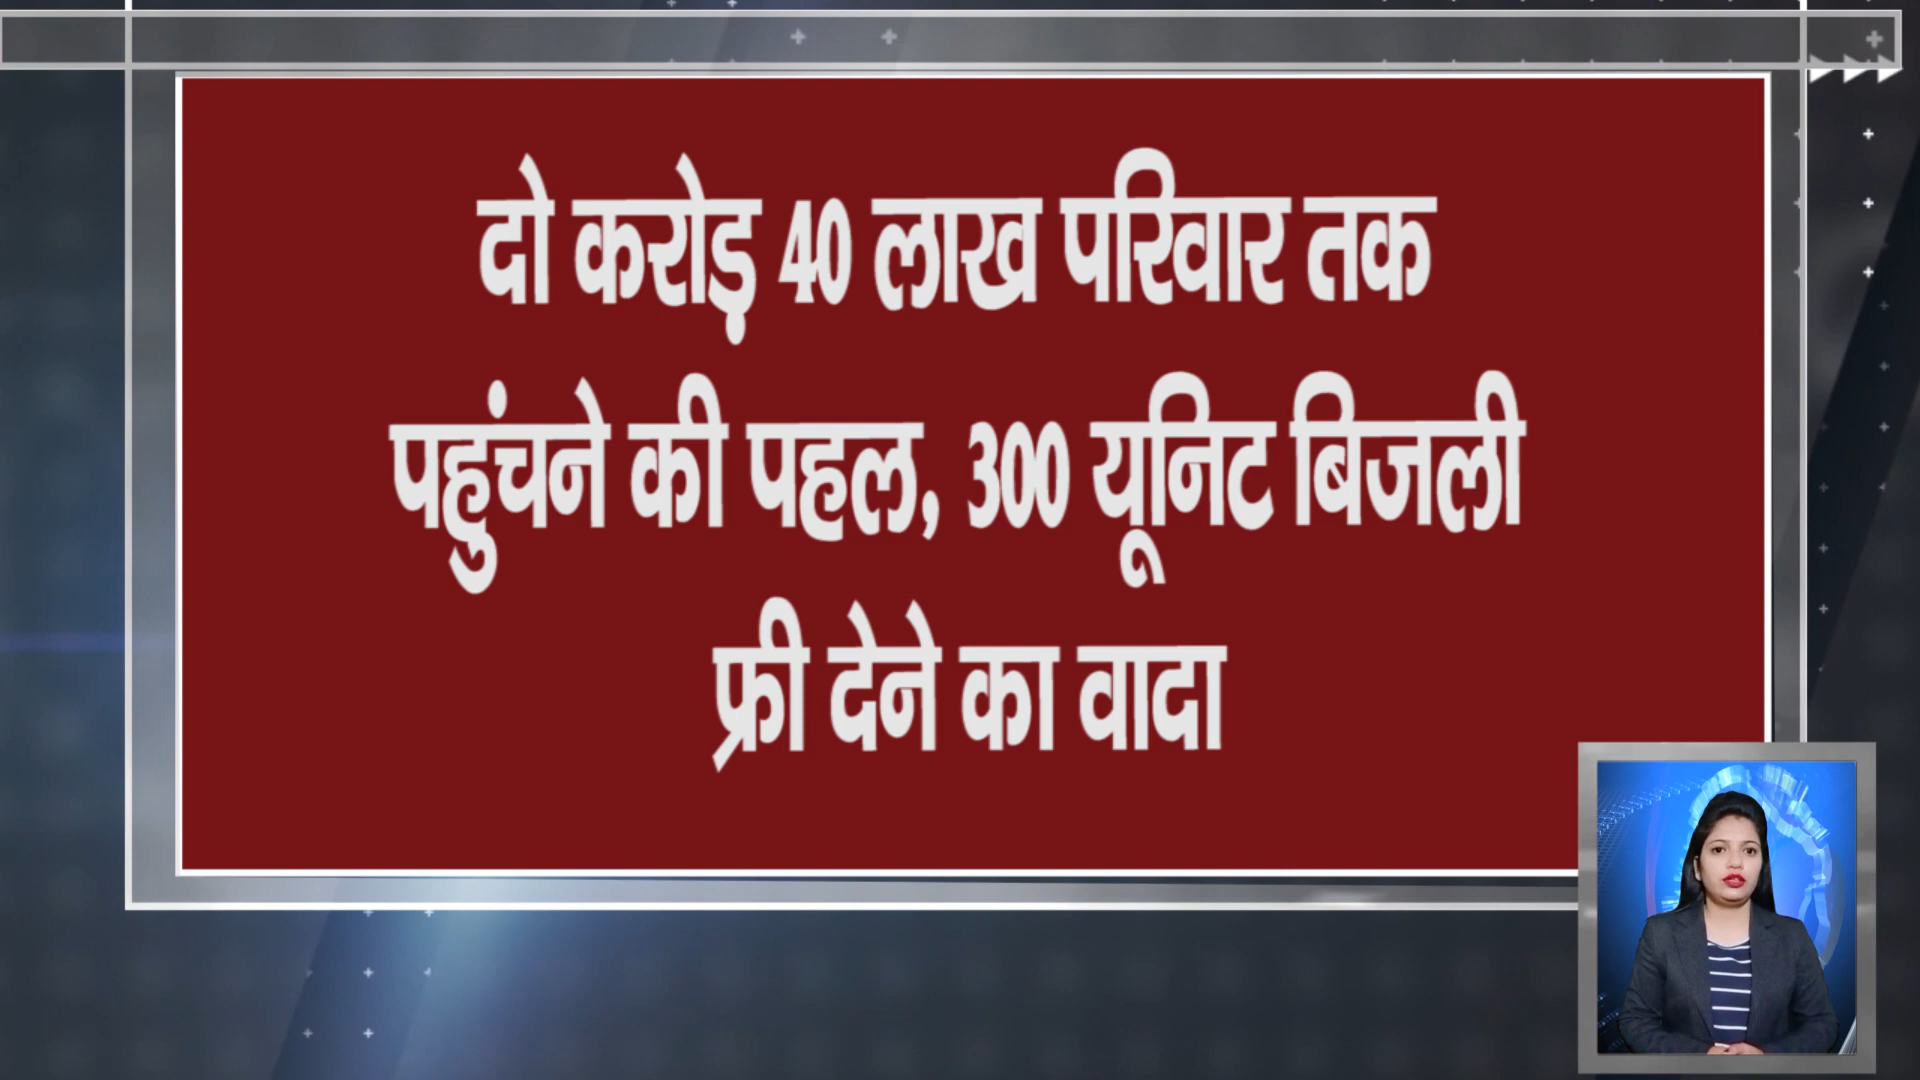 दो करोड़ 40 लाख परिवार तक
पहुंचने की पहल, 300 यूनिट बिजली
फ्री देने का वादा